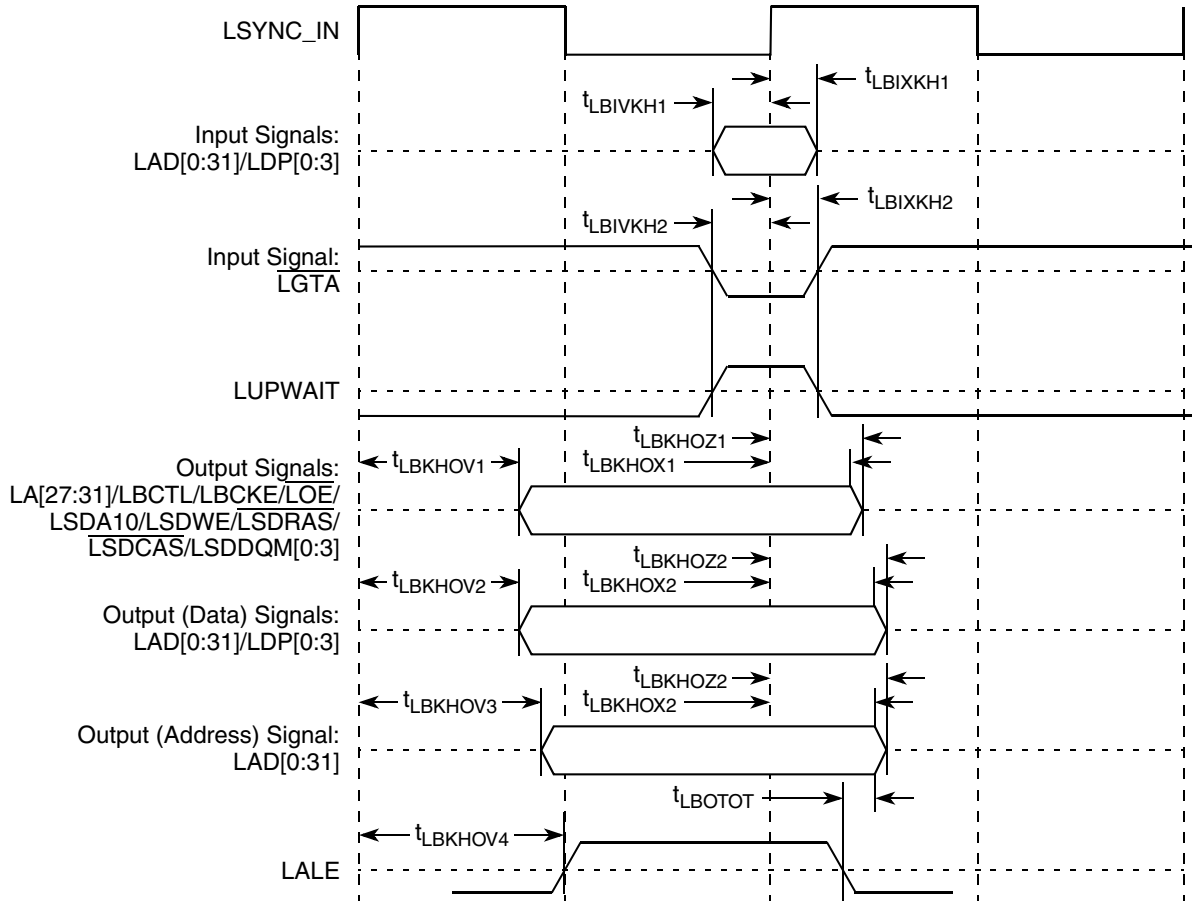 LSYNC_IN
tLBIXKH1
tLBIVKH1
Input Signals:
LAD[0:31]/LDP[0:3]
tLBIXKH2
tLBIVKH2
Input Signal:
LGTA
LUPWAIT
tLBKHOZ1
tLBKHOV1
tLBKHOX1
Output Signals:
LA[27:31]/LBCTL/LBCKE/LOE/
LSDA10/LSDWE/LSDRAS/
LSDCAS/LSDDQM[0:3]
tLBKHOZ2
tLBKHOV2
tLBKHOX2
Output (Data) Signals:
LAD[0:31]/LDP[0:3]
tLBKHOZ2
tLBKHOV3
tLBKHOX2
Output (Address) Signal:
LAD[0:31]
tLBOTOT
tLBKHOV4
LALE